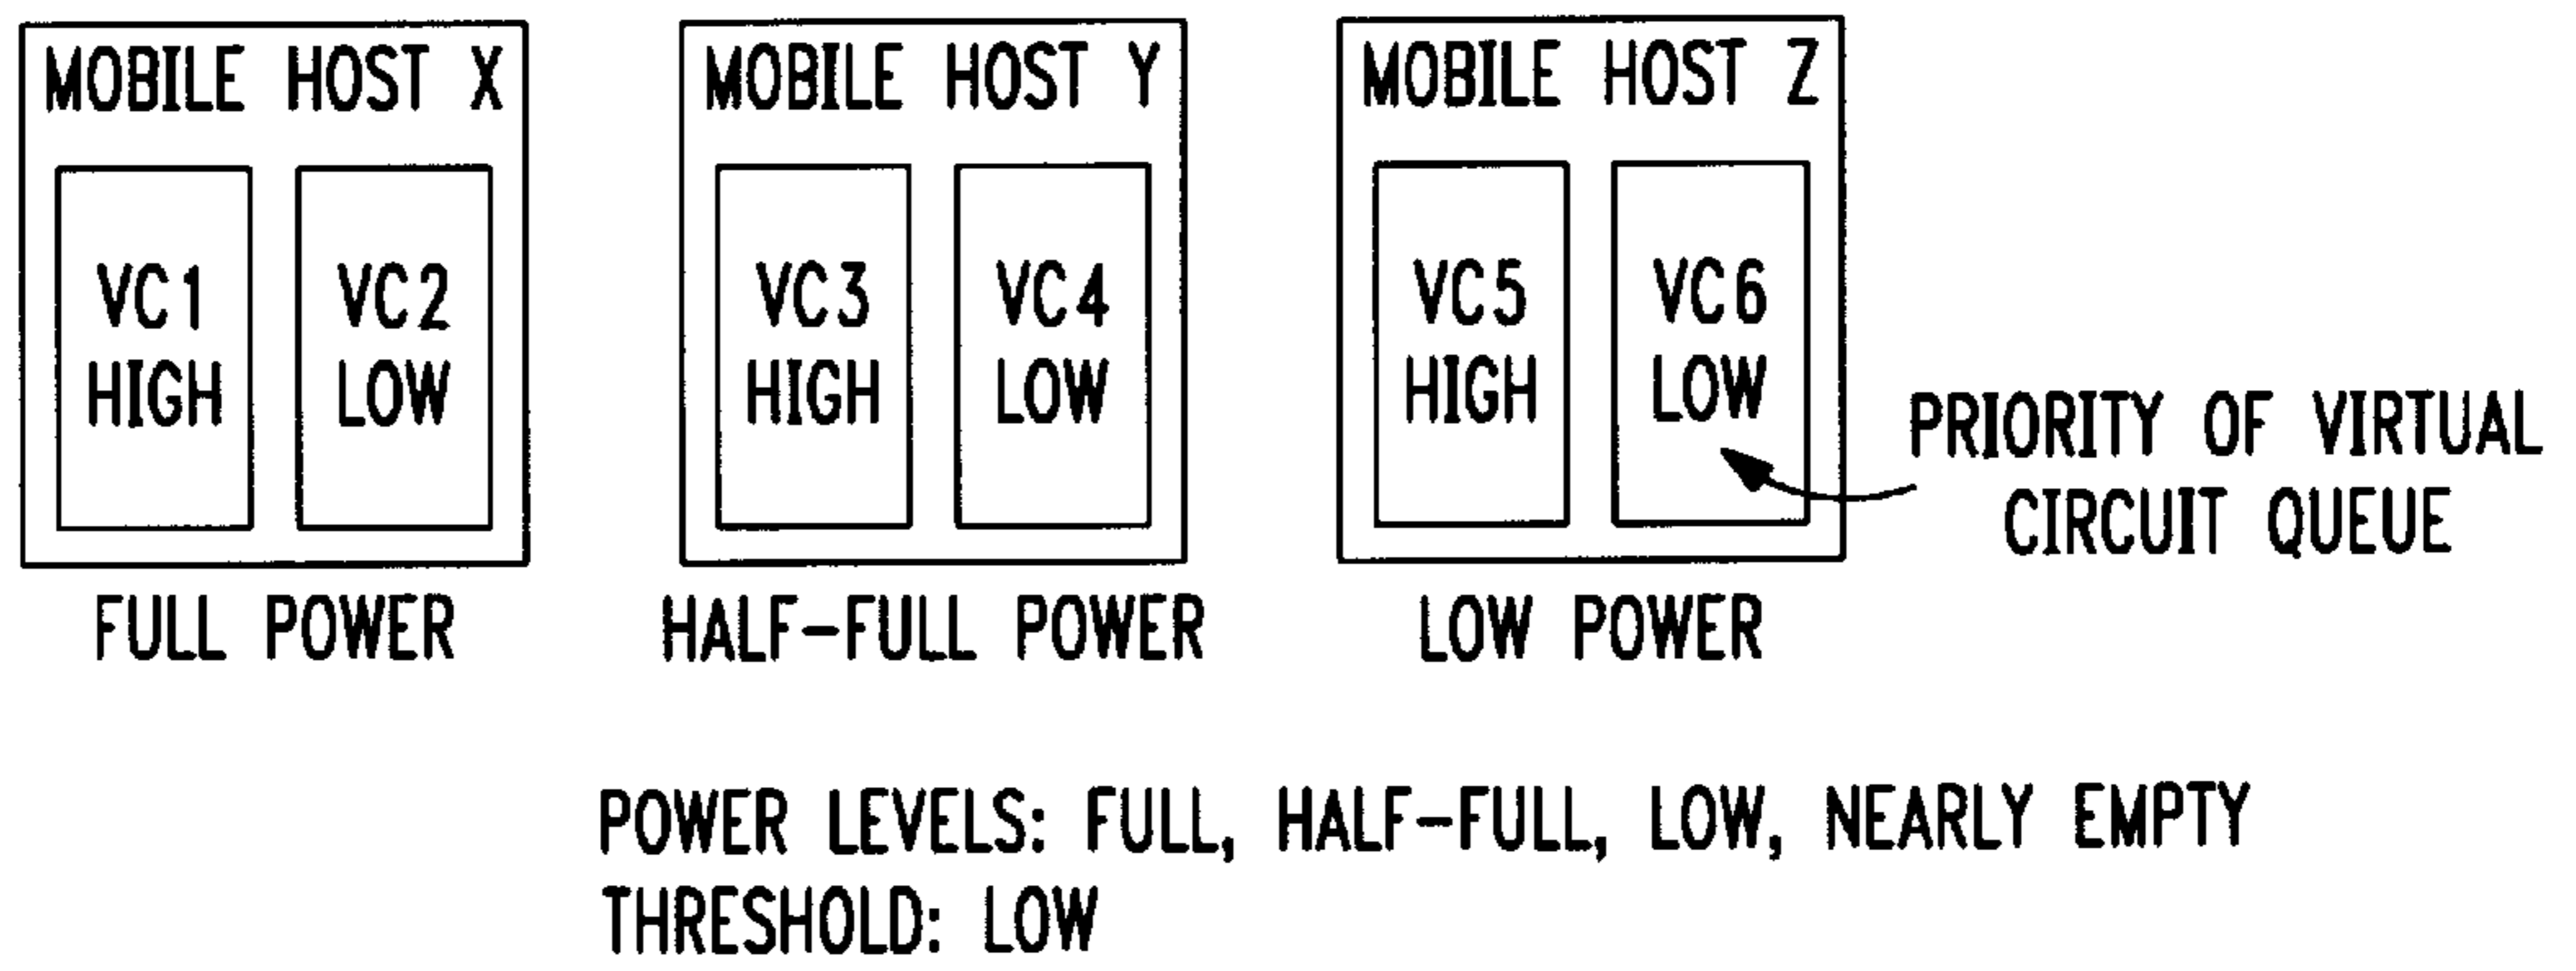 MOBILE HOST X
VC1
HIGH
VC2
LOW
FULL POWER
MOBILE HOST Y
VC3
HIGH
VC4
LOW
HALF-FULL POWER
MOBILE HOST Z
VC5
HIGH
VC6
LOW
LOW POWER
PRIORITY OF VIRTUAL
CIRCUIT QUEUE
POWER LEVELS: FULL, HALF-FULL, LOW, NEARLY EMPTY
THRESHOLD: LOW